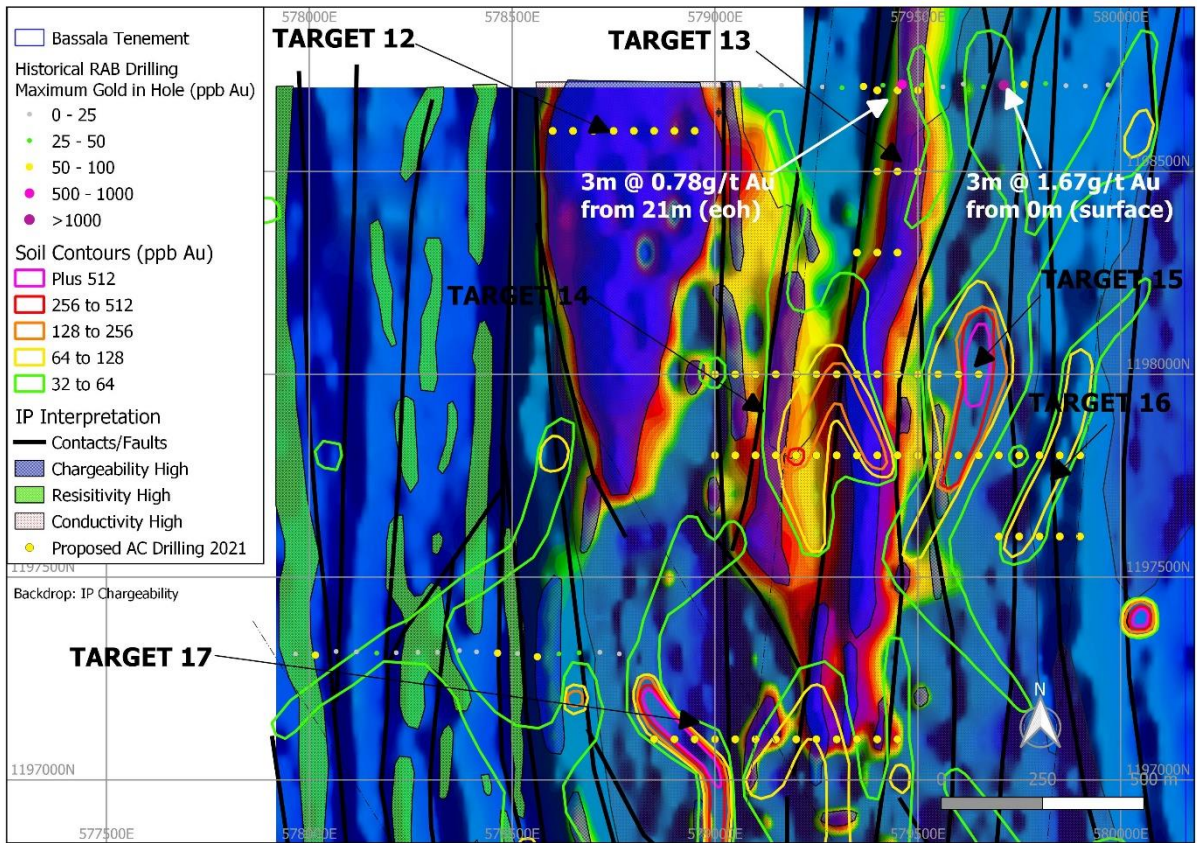 578000E
578500E
579000E
579500E
580000E
Bassala Tenement
Historical RAB Drilling
Maximum Gold in Hole (ppb Au)
0 - 25
25 - 50
50 - 100
500 - 1000
>1000
Soil Contours (ppb Au)
Plus 512
256 to 512
128 to 256
64 to 128
32 to 64
IP Interpretation
Contacts/Faults
Chargeability High
Resisitivity High
Conductivity High
Proposed AC Drilling 2021
Backdrop: IP Chargeability
TARGET 12
TARGET 13
1198500N
3m @ 0.78g/t Au
from 21m (eoh)
3m @ 1.67g/t Au
from 0m (surface)
TARGET 14
TARGET 15
1198000N
TARGET 16
1197500N
1197500N
TARGET 17
N
1197000N
1197000N
0
250
500 m
577500E
578000E
578500E
579000E
579500E
580000E